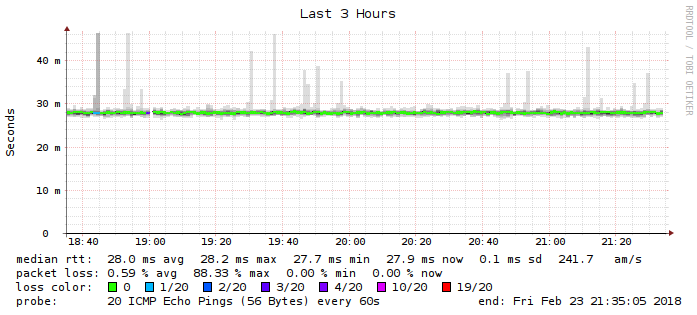 Last 3 Hours
RRDTOOL / TOBI OETIKER
Seconds
40 m
30 m
20 m
10 m
0
18:40 19:00 19:20 19:40 20:00 20:20 20:40 21:00 21:20
median rtt: 28.0 ms avg 28.2 ms max 27.7 ms min 27.9 ms now 0.1 ms sd 241.7 am/s
packet loss: 0.59 % avg 88.33 % max 0.00 % min 0.00 % now
loss color: 0 1/20 2/20 3/20 4/20 10/20 19/20
probe: 20 ICMP Echo Pings (56 Bytes) every 60s end: Fri Feb 23 21:35:05 2018